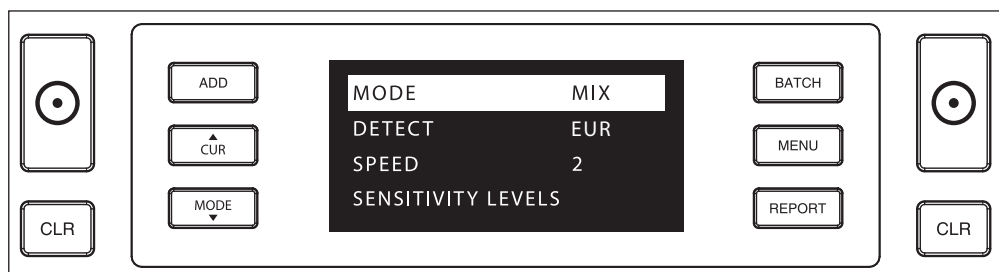 ADD
CUR
MODE
CLR
MODE MIX
DETECT EUR
SPEED 2
SENSITIVITY LEVELS
BATCH
MENU
REPORT
CLR